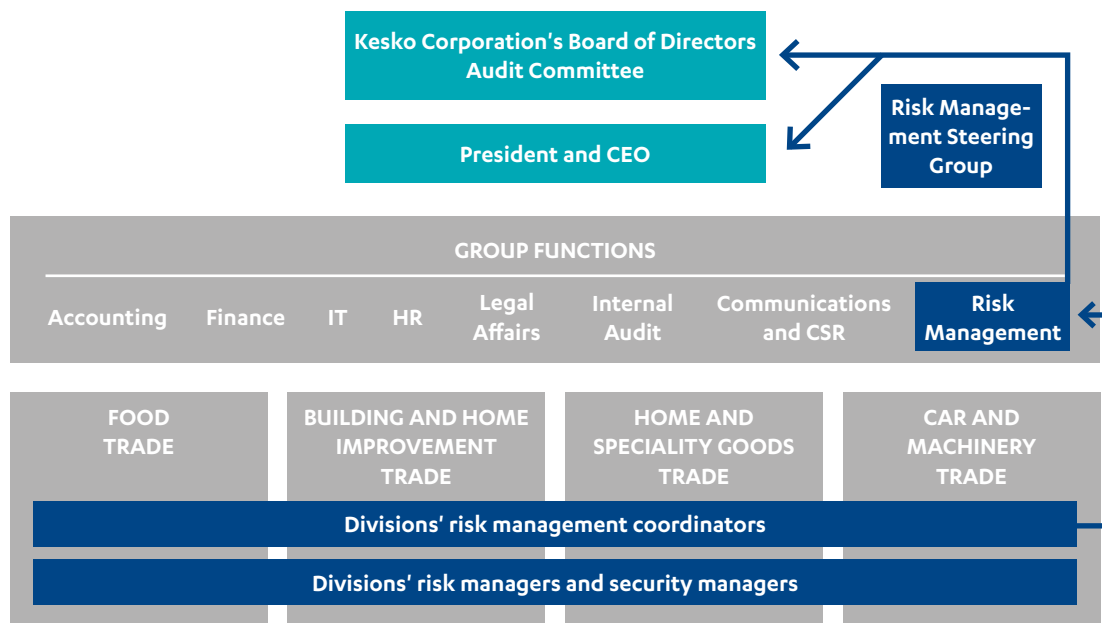 Kesko Corporation's Board of Directors
Audit Committee
President and CEO
Risk Manage-
ment Steering
Group
GROUP FUNCTIONS
Accounting
Finance
IT
HR
Legal
Affairs
Internal
Audit
Communications
and CSR
Risk
Management
FOOD
TRADE
BUILDING AND HOME
IMPROVEMENT
TRADE
HOME AND
SPECIALITY GOODS
TRADE
CAR AND
MACHINERY
TRADE
Divisions' risk management coordinators
Divisions' risk managers and security managers